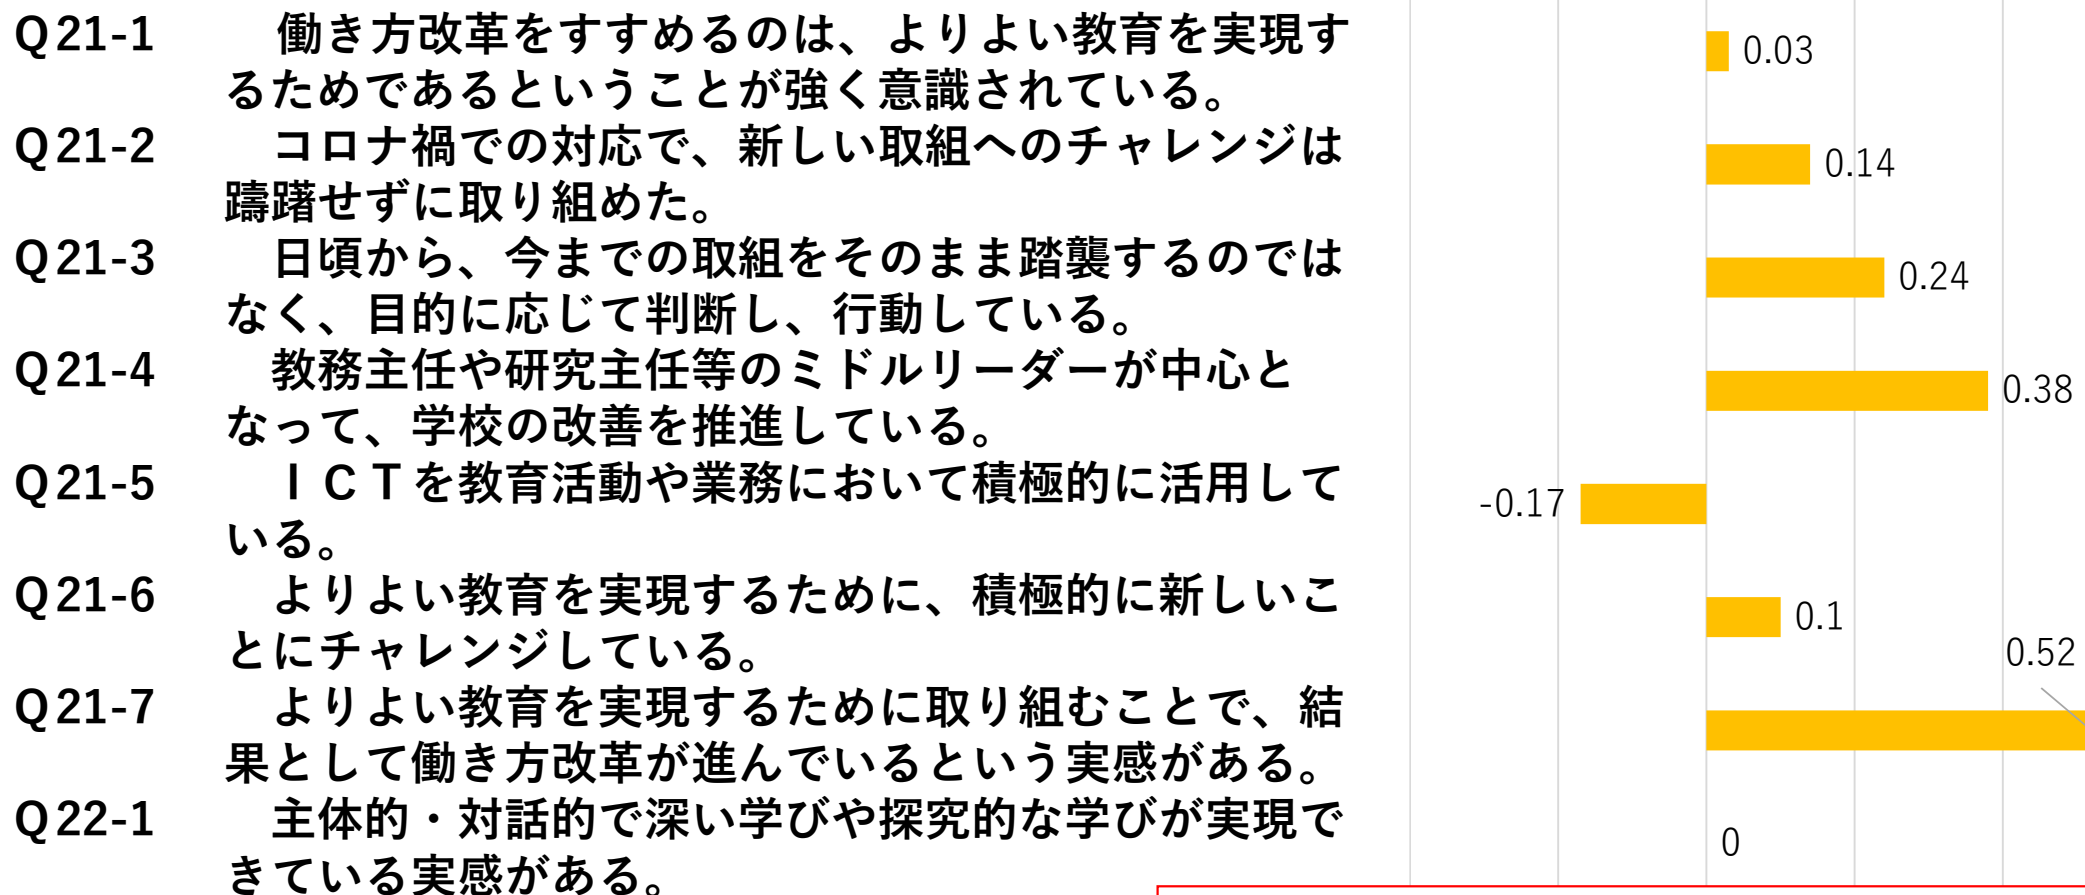 Q21-1 働き方改革をすすめるのは、よりよい教育を実現す
るためであるということが強く意識されている。
0.03
Q21-2 コロナ禍での対応で、新しい取組へのチャレンジは
躊躇せずに取り組めた。
0.14
Q21-3 日頃から、今までの取組をそのまま踏襲するのでは
なく、目的に応じて判断し、行動している。
0.24
Q21-4 教務主任や研究主任等のミドルリーダーが中心と
なって、学校の改善を推進している。
0.38
Q21-5 ＩＣＴを教育活動や業務において積極的に活用して
いる。
-0.17
Q21-6 よりよい教育を実現するために、積極的に新しいこ
とにチャレンジしている。
0.1
Q21-7 よりよい教育を実現するために取り組むことで、結
果として働き方改革が進んでいるという実感がある。
0.52
Q22-1 主体的・対話的で深い学びや探究的な学びが実現で
きている実感がある。
0